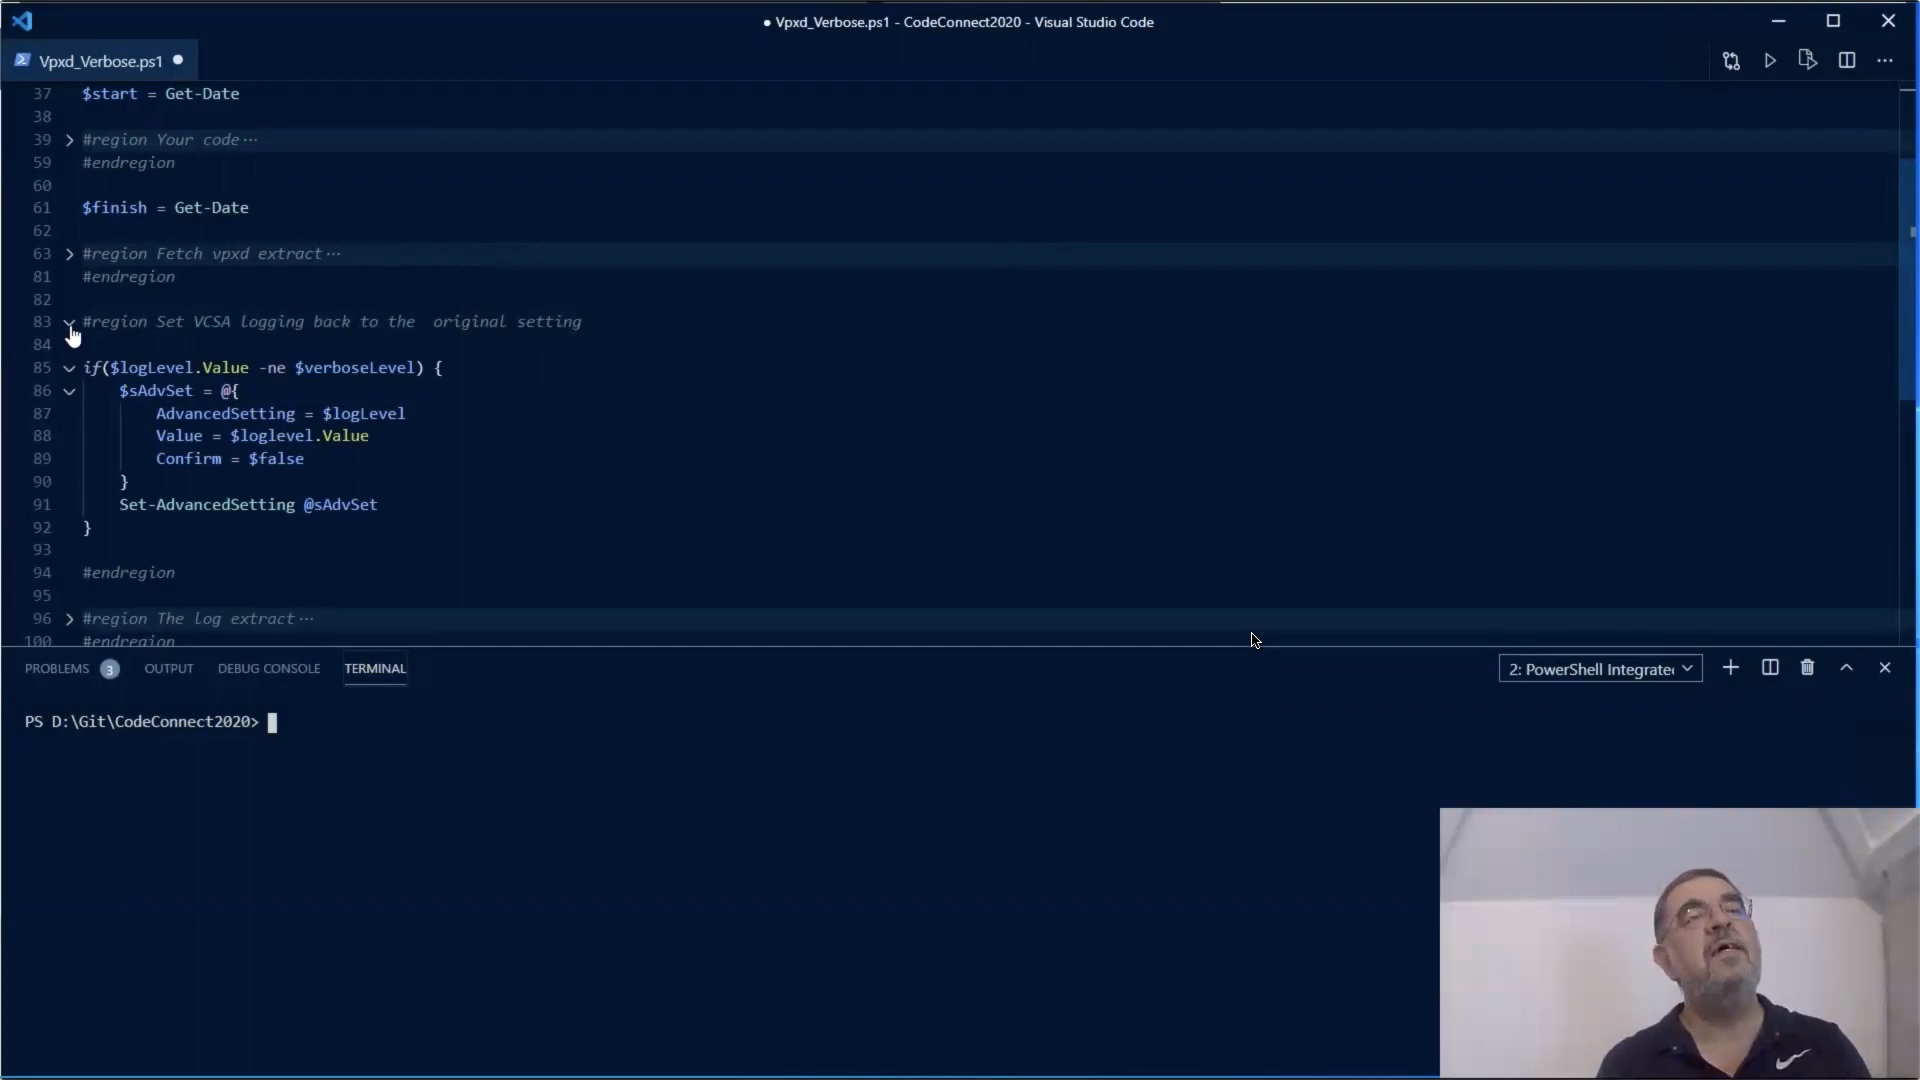 ● Vpxd_Verbose.ps1 - CodeConnect2020 - Visual Studio Code
Vpxd_Verbose.ps1
37 $start = Get-Date
38
39 #region Your code···
59 #endregion
60
61 $finish = Get-Date
62
63 #region Fetch vpxd extract···
81 #endregion
82
83 #region Set VCSA logging back to the  original setting
84
85 if($logLevel.Value -ne $verboseLevel) {
86 $sAdvSet = @{
87 AdvancedSetting = $logLevel
88 Value = $loglevel.Value
89 Confirm = $false
90 }
91 Set-AdvancedSetting @sAdvSet
92 }
93
94 #endregion
95
96 #region The log extract···
100 #endregion
PROBLEMS 3 OUTPUT DEBUG CONSOLE TERMINAL 2: PowerShell Integrate
PS D:\Git\CodeConnect2020>